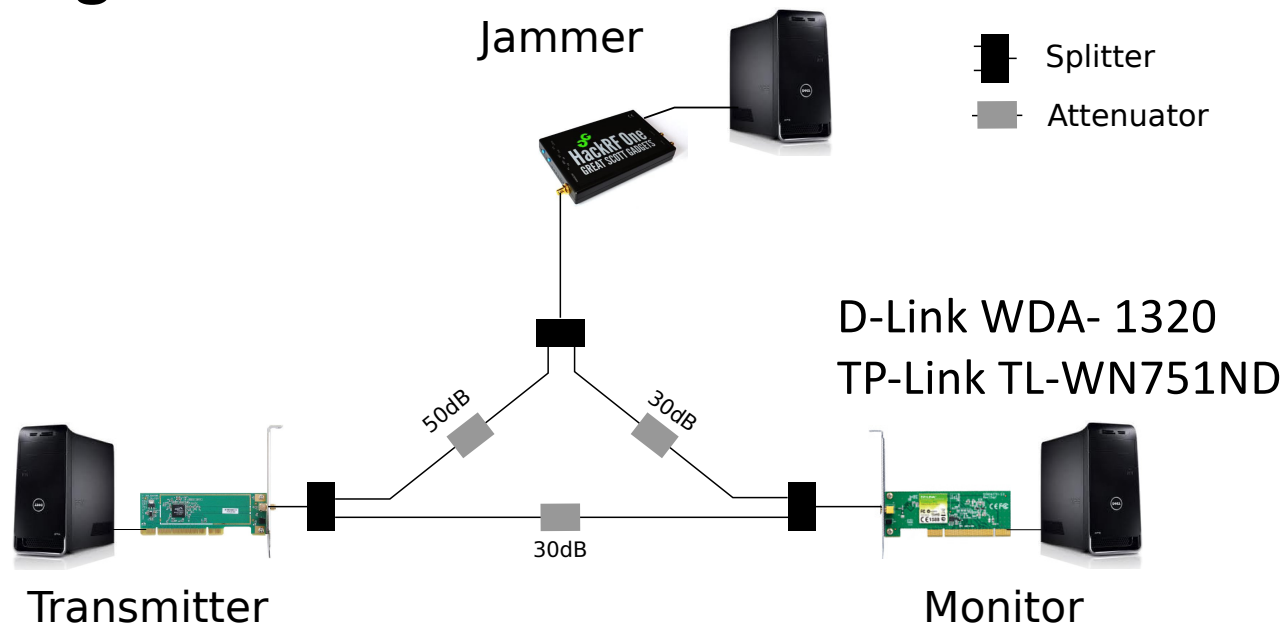 Jammer
Splitter
Attenuator
HackRF One
GREAT SCOTT GADGETS
D-Link WDA- 1320
TP-Link TL-WN751ND
50dB
30dB
30dB
Transmitter
Monitor